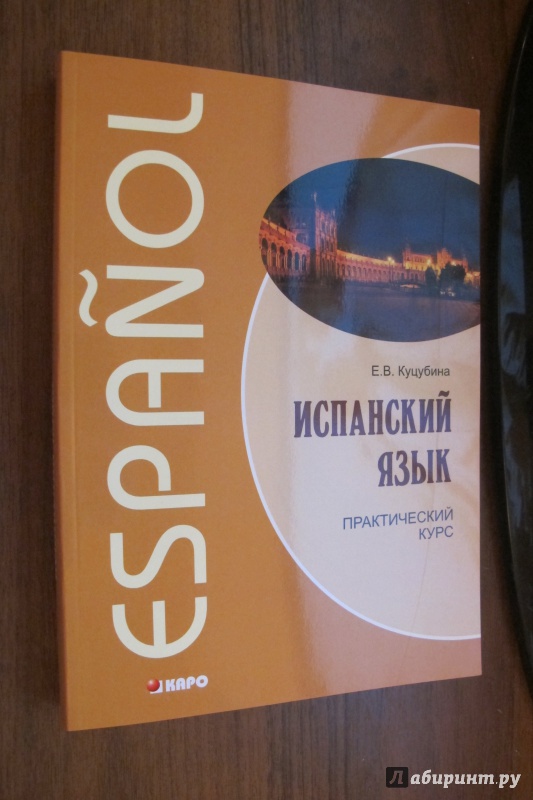 ESPAÑOL
Е.В. Куцубина
ИСПАНСКИЙ
ЯЗЫК
ПРАКТИЧЕСКИЙ
КУРС
КАРО
Лабиринт.ру